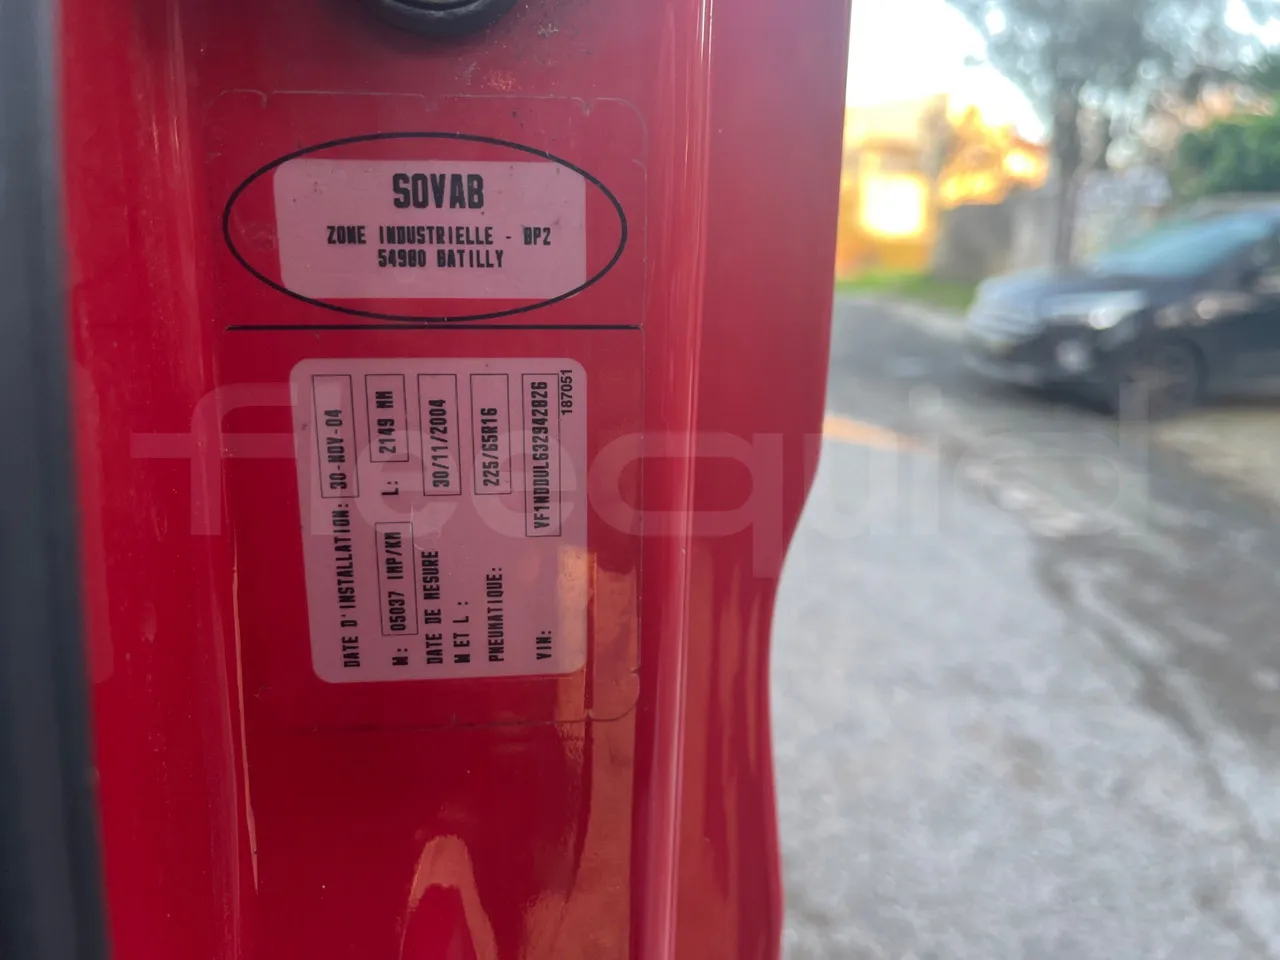 SOVAB
ZONE INDUSTRIELLE - BP2
54980 BATILLY
DATE D'INSTALLATION: 30-NOV-04
W: 05037 IMP/KM L: 2149 MM
DATE DE MESURE 30/11/2004
W ET L:
PNEUMATIQUE: 225/65R16
VIN: VF1NDDUL632942826
187051
fleequid